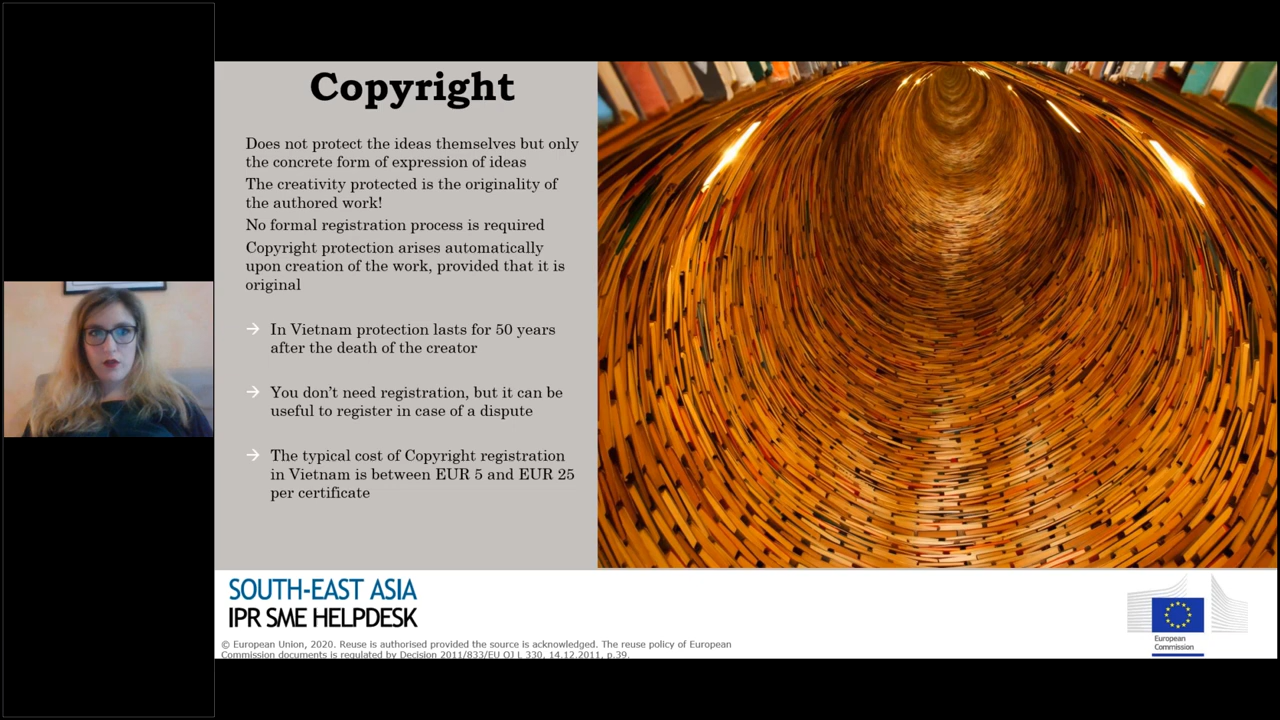 Copyright
Does not protect the ideas themselves but only
the concrete form of expression of ideas
The creativity protected is the originality of
the authored work!
No formal registration process is required
Copyright protection arises automatically
upon creation of the work, provided that it is
original
→ In Vietnam protection lasts for 50 years
after the death of the creator
→ You don’t need registration, but it can be
useful to register in case of a dispute
→ The typical cost of Copyright registration
in Vietnam is between EUR 5 and EUR 25
per certificate
SOUTH-EAST ASIA
IPR SME HELPDESK
© European Union, 2020. Reuse is authorised provided the source is acknowledged. The reuse policy of European
Commission documents is regulated by Decision 2011/833/EU OJ L 330, 14.12.2011, p.39.
European
Commission